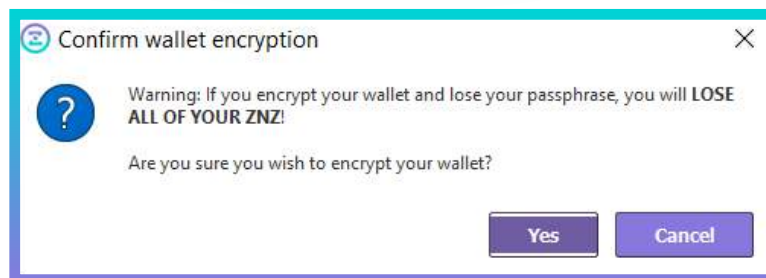 Confirm wallet encryption
Warning: If you encrypt your wallet and lose your passphrase, you will LOSE
ALL OF YOUR ZNZ!
Are you sure you wish to encrypt your wallet?
Yes Cancel